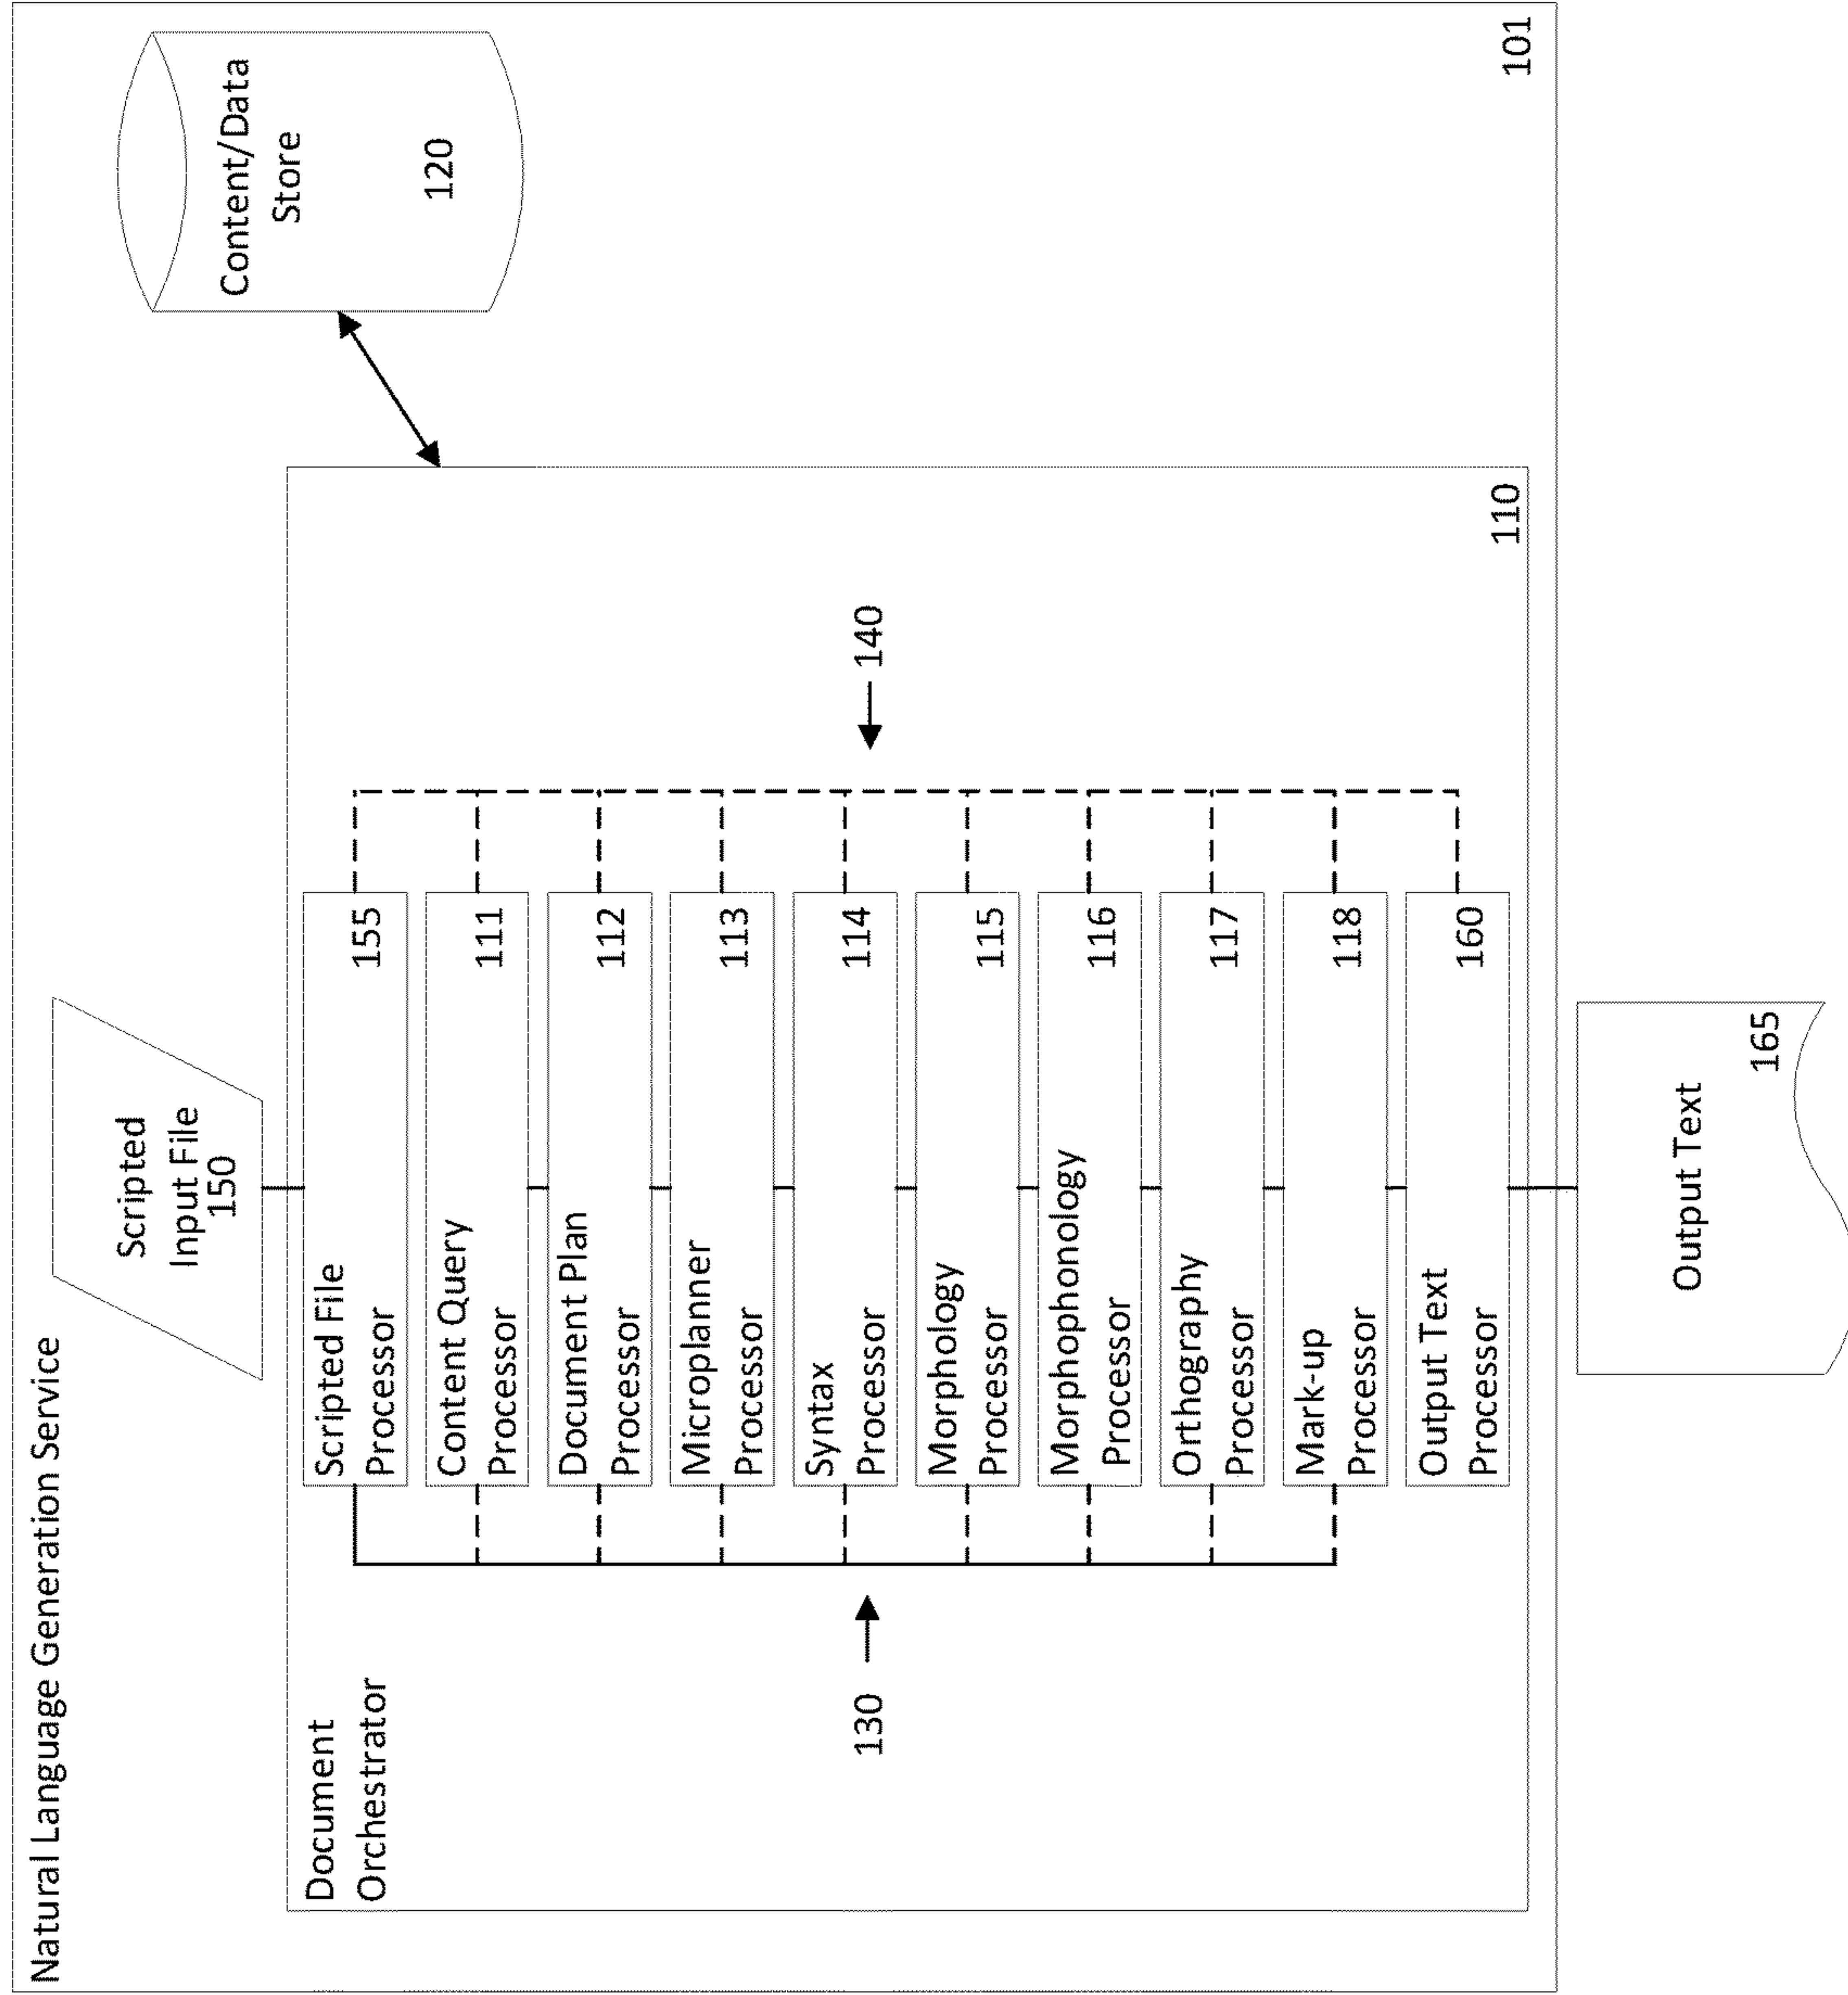 Natural Language Generation Service
Scripted
Input File
150
Content/Data
Store
120
Document
Orchestrator
Scripted File
Processor
155
Content Query
Processor
111
Document Plan
Processor
112
Microplanner
Processor
113
Syntax
Processor
114
Morphology
Processor
115
Morphophonology
Processor
116
Orthography
Processor
117
Mark-up
Processor
118
Output Text
Processor
160
130
140
110
101
Output Text
165